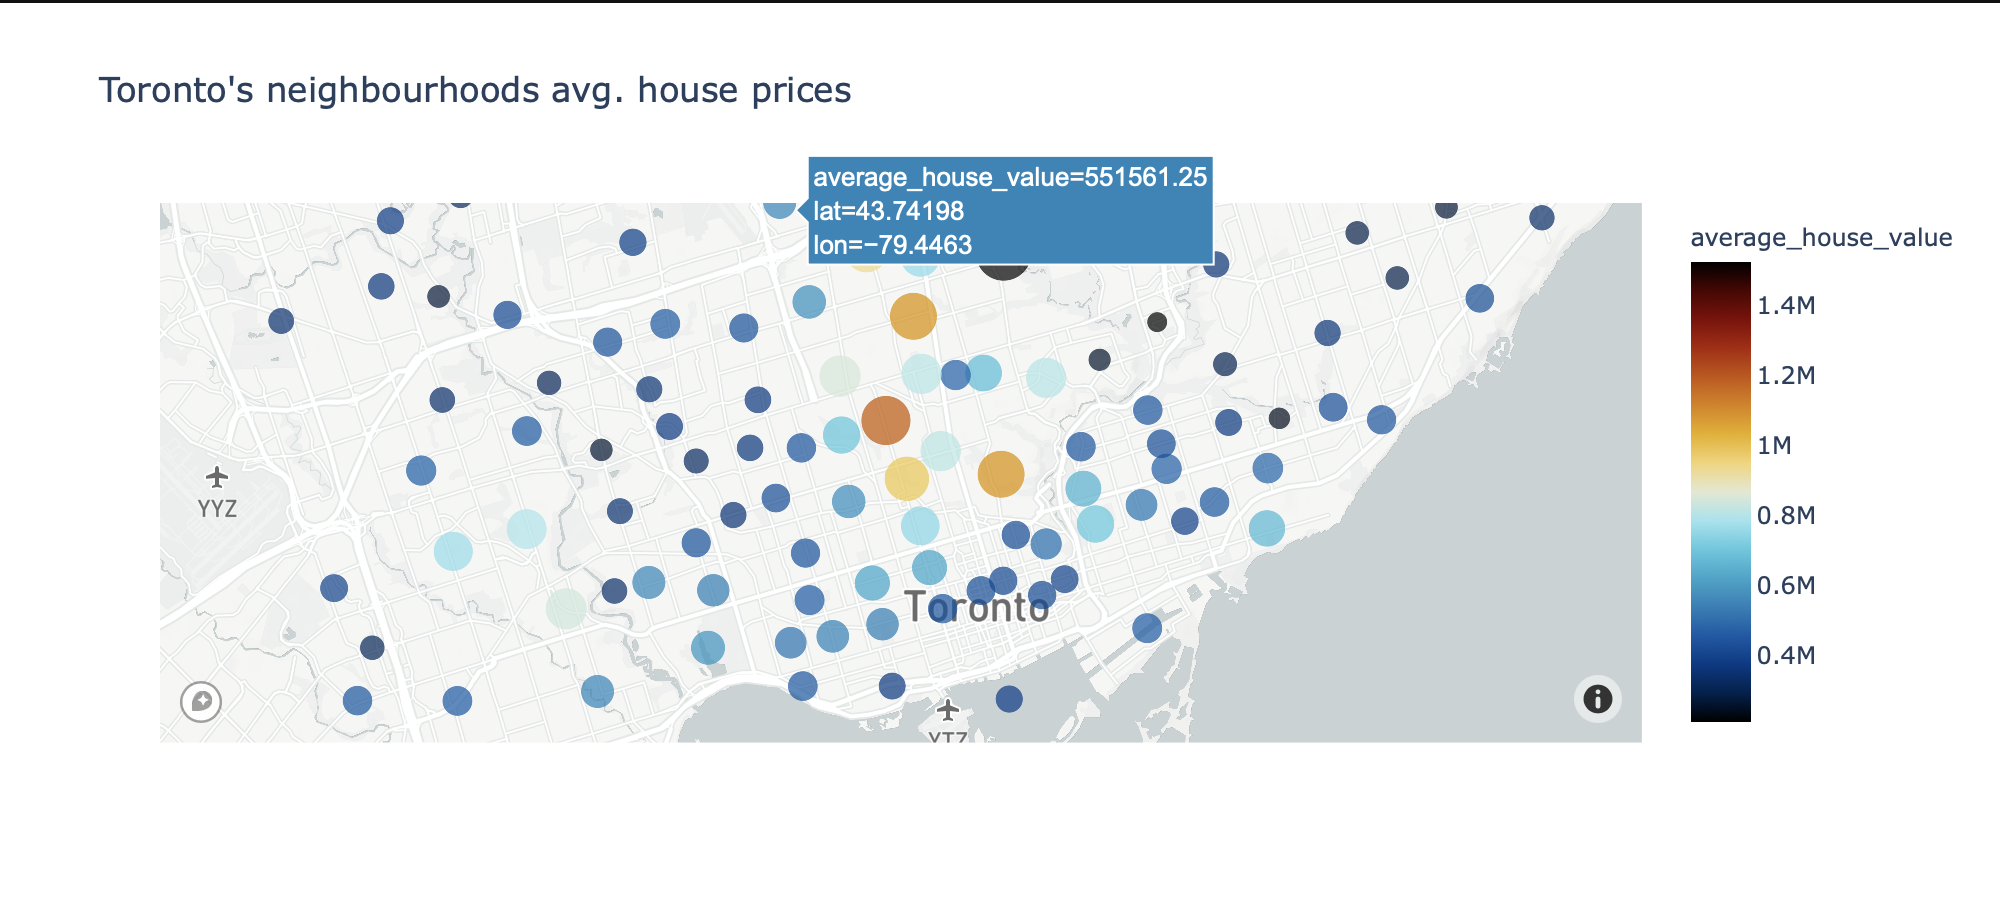 Toronto's neighbourhoods avg. house prices
average_house_value=551561.25
lat=43.74198
lon=−79.4463
average_house_value
1.4M
1.2M
1M
0.8M
0.6M
0.4M
YYZ
Toronto
YTZ